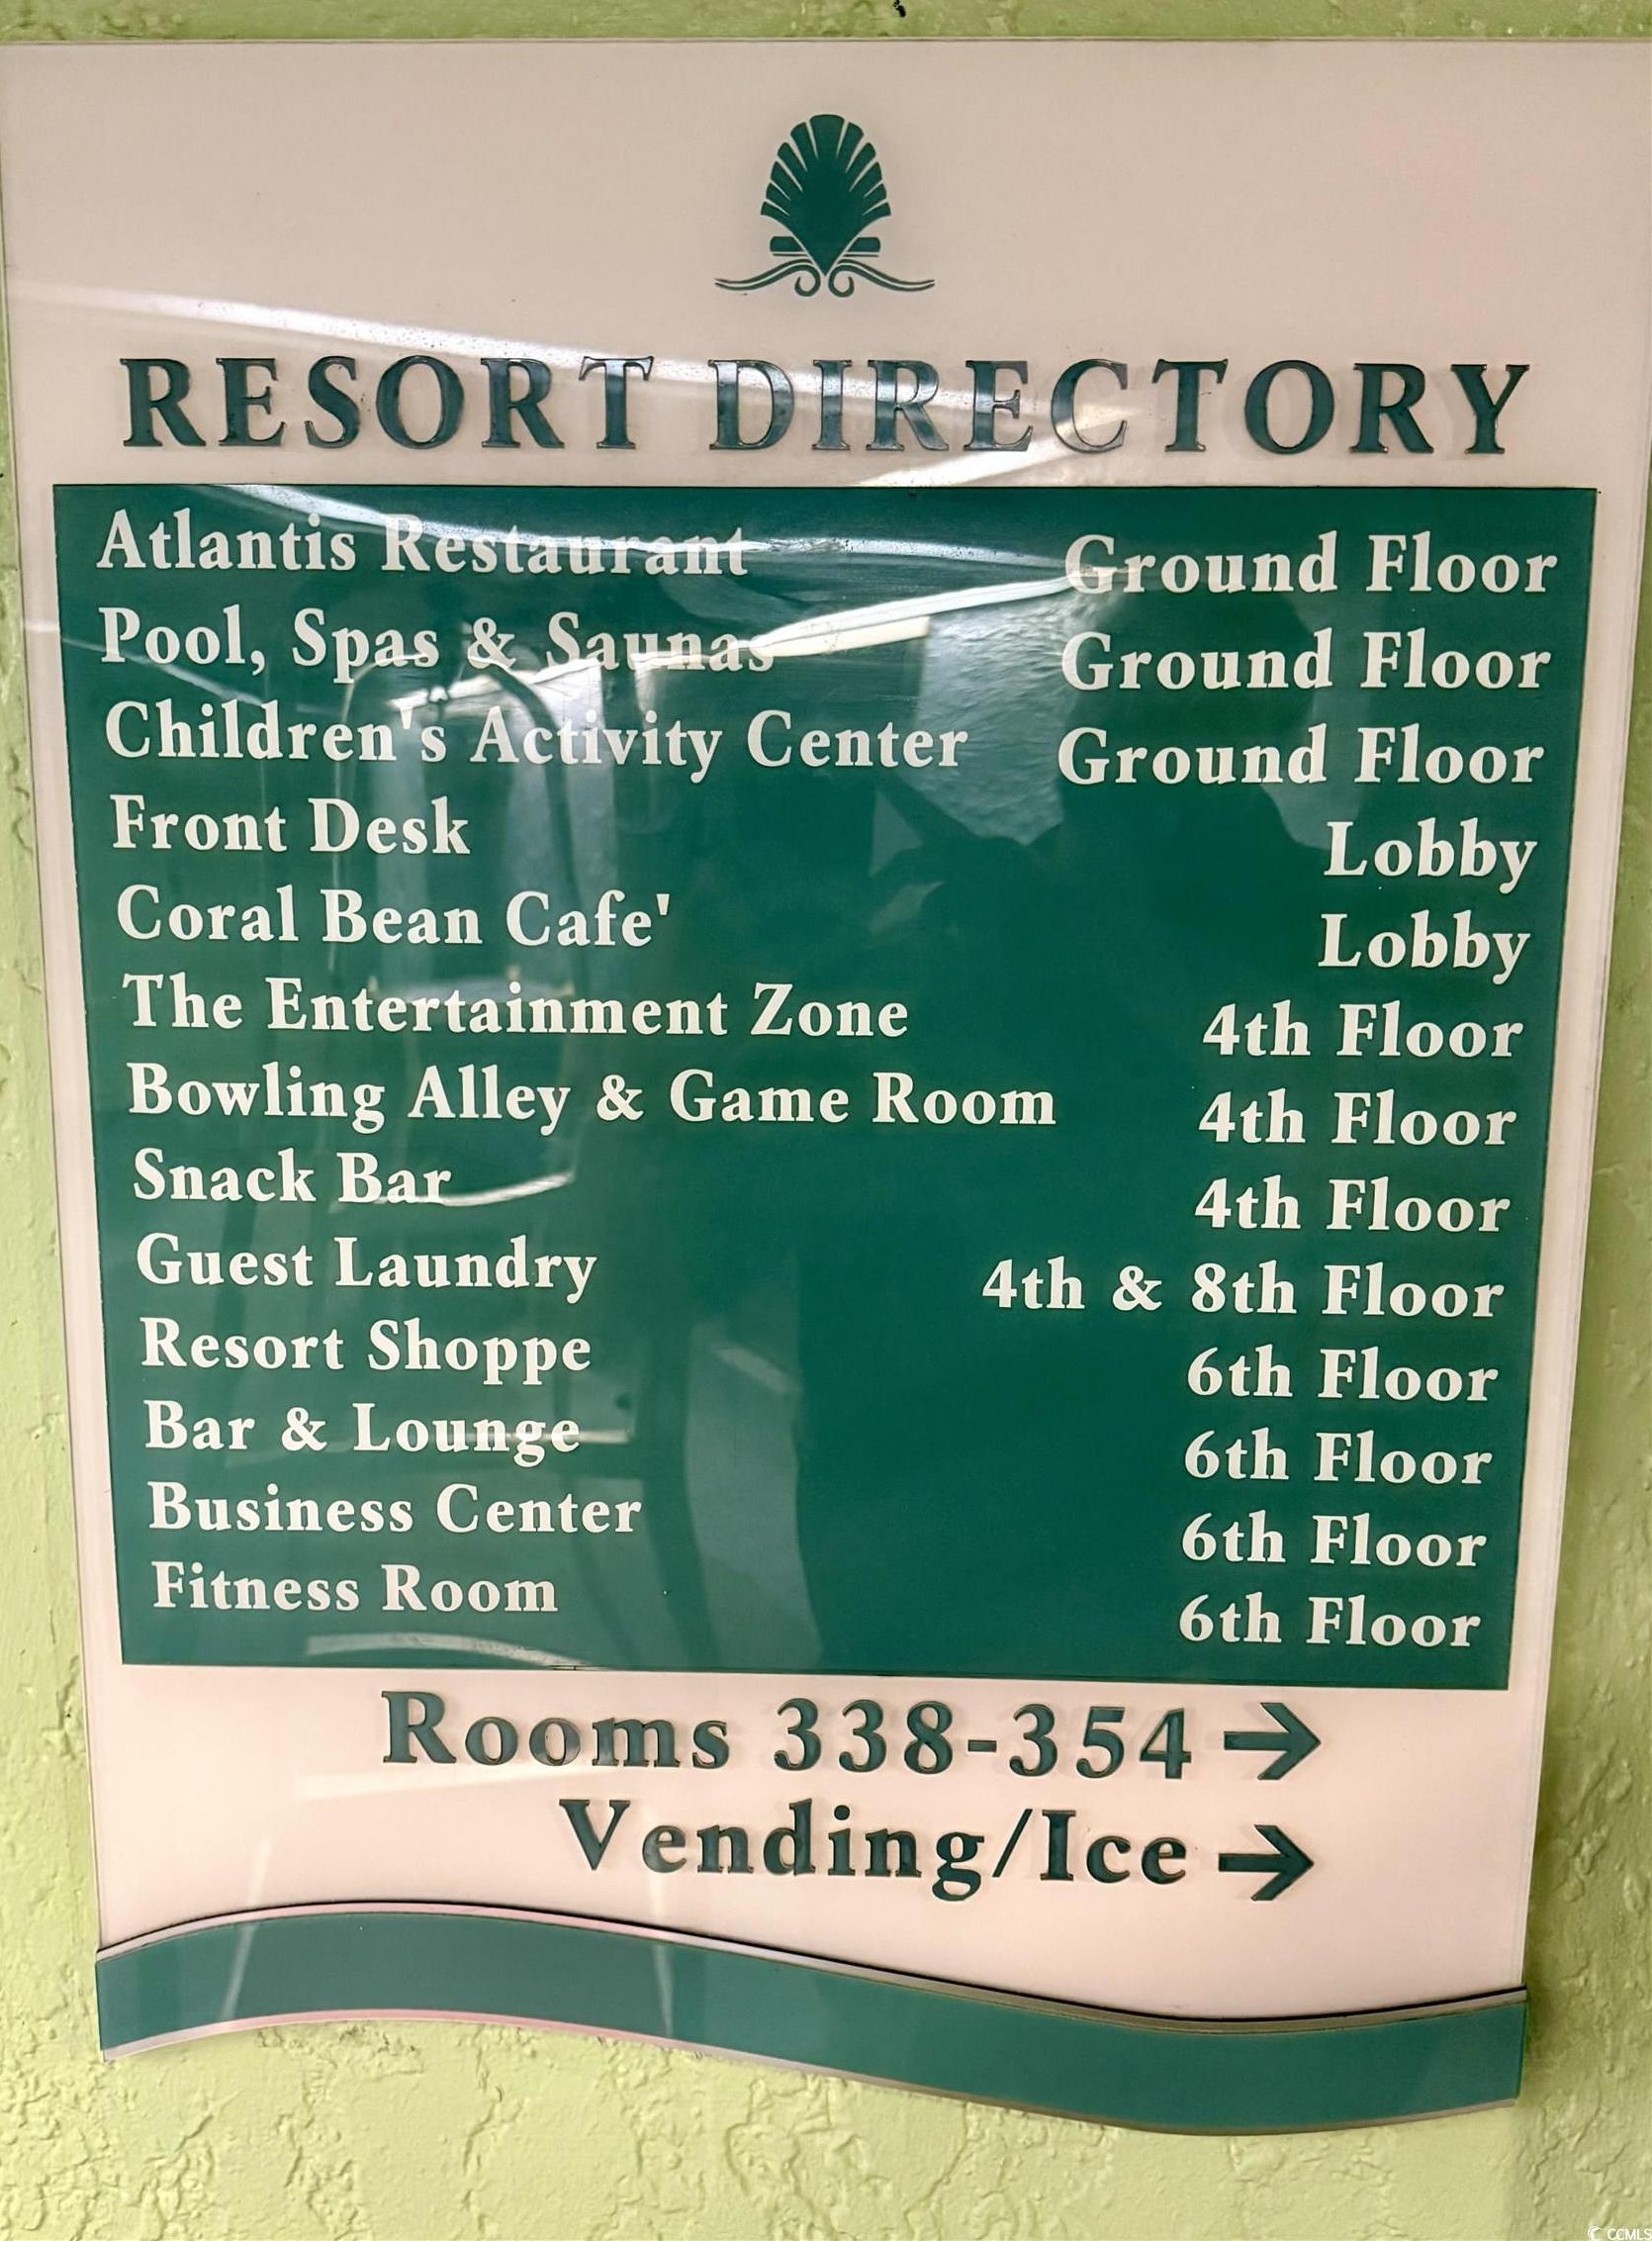 RESORT DIRECTORY
Atlantis Restaurant Ground Floor
Pool, Spas & Saunas Ground Floor
Children's Activity Center Ground Floor
Front Desk Lobby
Coral Bean Cafe' Lobby
The Entertainment Zone 4th Floor
Bowling Alley & Game Room 4th Floor
Snack Bar 4th Floor
Guest Laundry 4th & 8th Floor
Resort Shoppe 6th Floor
Bar & Lounge 6th Floor
Business Center 6th Floor
Fitness Room 6th Floor
Rooms 338-354 →
Vending/Ice →
CCMLS